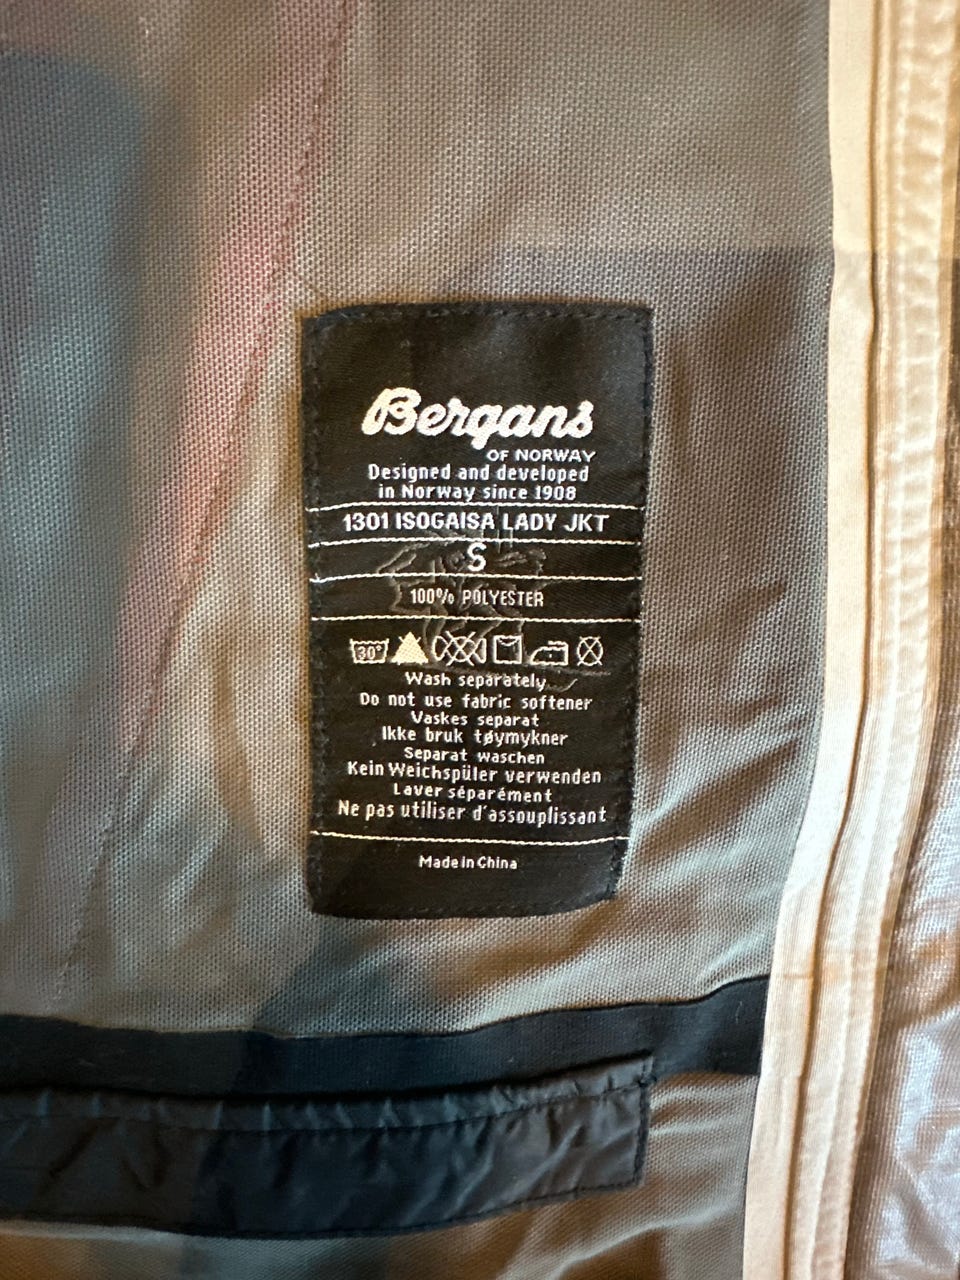 Bergans
OF NORWAY
Designed and developed
in Norway since 1908
1301 ISOGAISA LADY JKT
S
100% POLYESTER
30°
Wash separately
Do not use fabric softener
Vaskes separat
Ikke bruk tøymykner
Separat waschen
Kein Weichspüler verwenden
Laver séparément
Ne pas utiliser d'assouplissant
Made in China